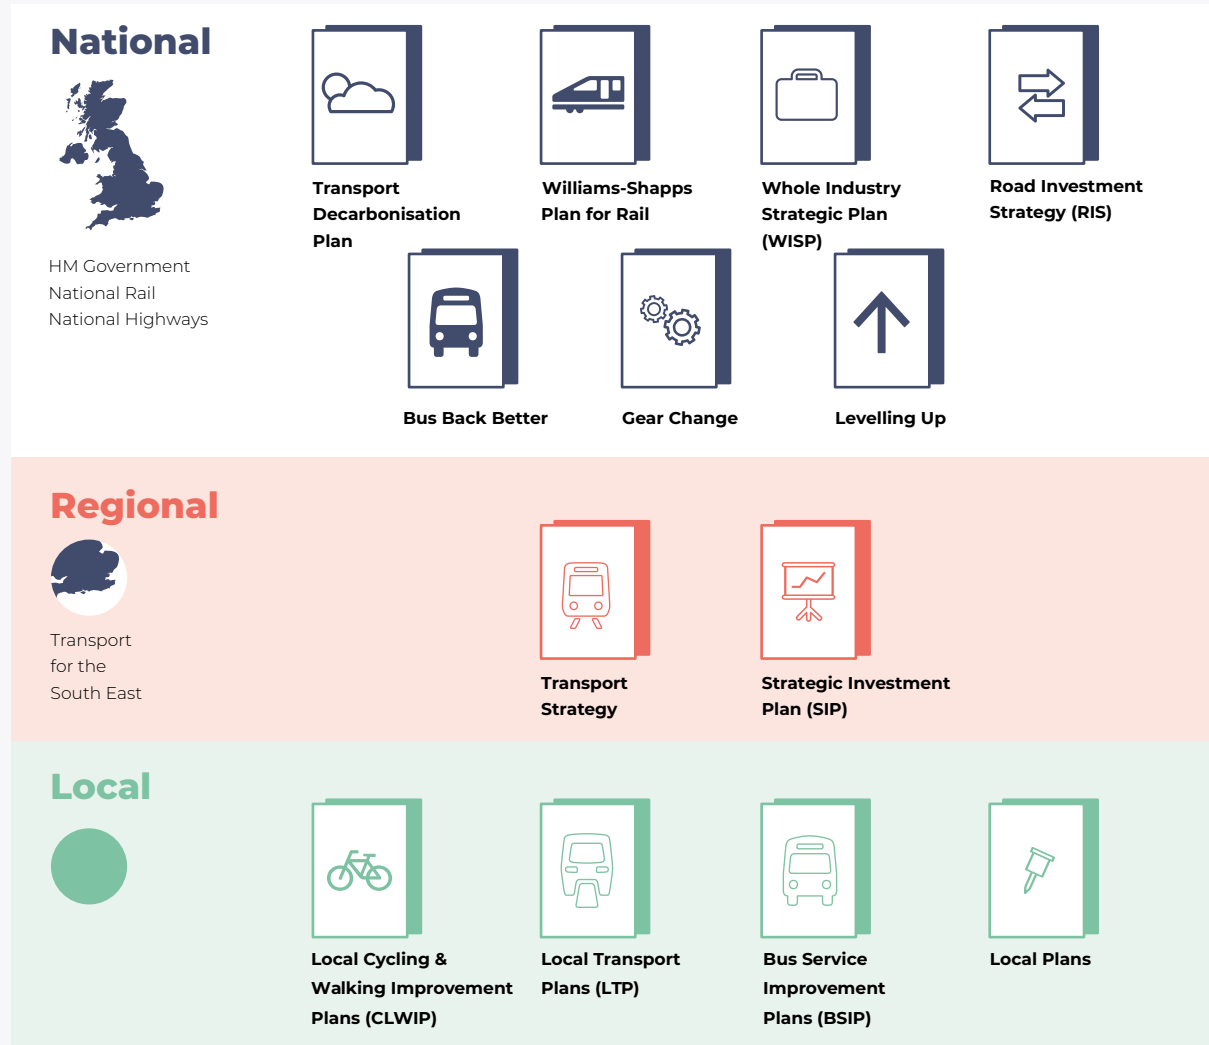 National
HM Government
National Rail
National Highways
Transport
Decarbonisation
Plan
Williams-Shapps
Plan for Rail
Whole Industry
Strategic Plan
(WISP)
Road Investment
Strategy (RIS)
Bus Back Better
Gear Change
Levelling Up
Regional
Transport
for the
South East
Transport
Strategy
Strategic Investment
Plan (SIP)
Local
Local Cycling &
Walking Improvement
Plans (CLWIP)
Local Transport
Plans (LTP)
Bus Service
Improvement
Plans (BSIP)
Local Plans